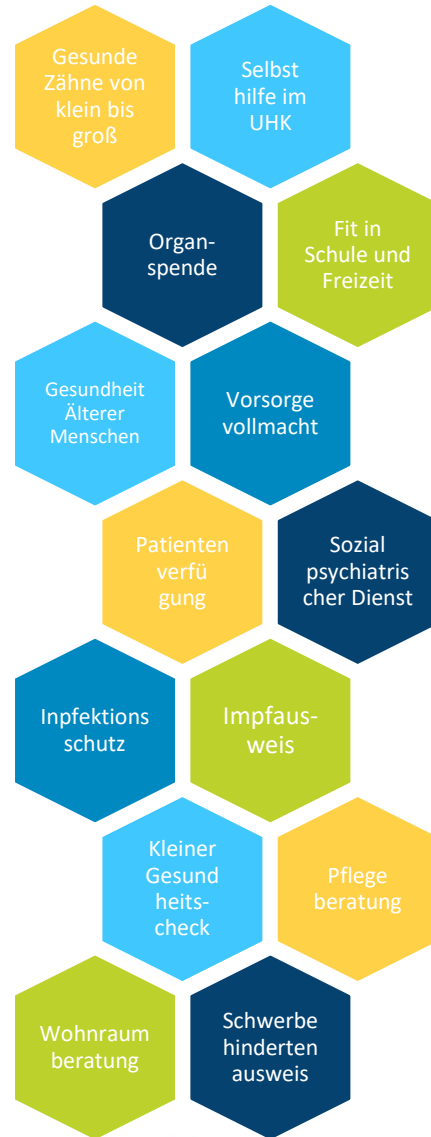 Gesunde
Zähne von
klein bis
groß
Selbst
hilfe im
UHK
Organ-
spende
Fit in
Schule und
Freizeit
Gesundheit
Älterer
Menschen
Vorsorge
vollmacht
Patienten
verfü
gung
Sozial
psychiatris
cher Dienst
Inpfektions
schutz
Impfaus-
weis
Kleiner
Gesund
heits-
check
Pflege
beratung
Wohnraum
beratung
Schwerbe
hinderten
ausweis